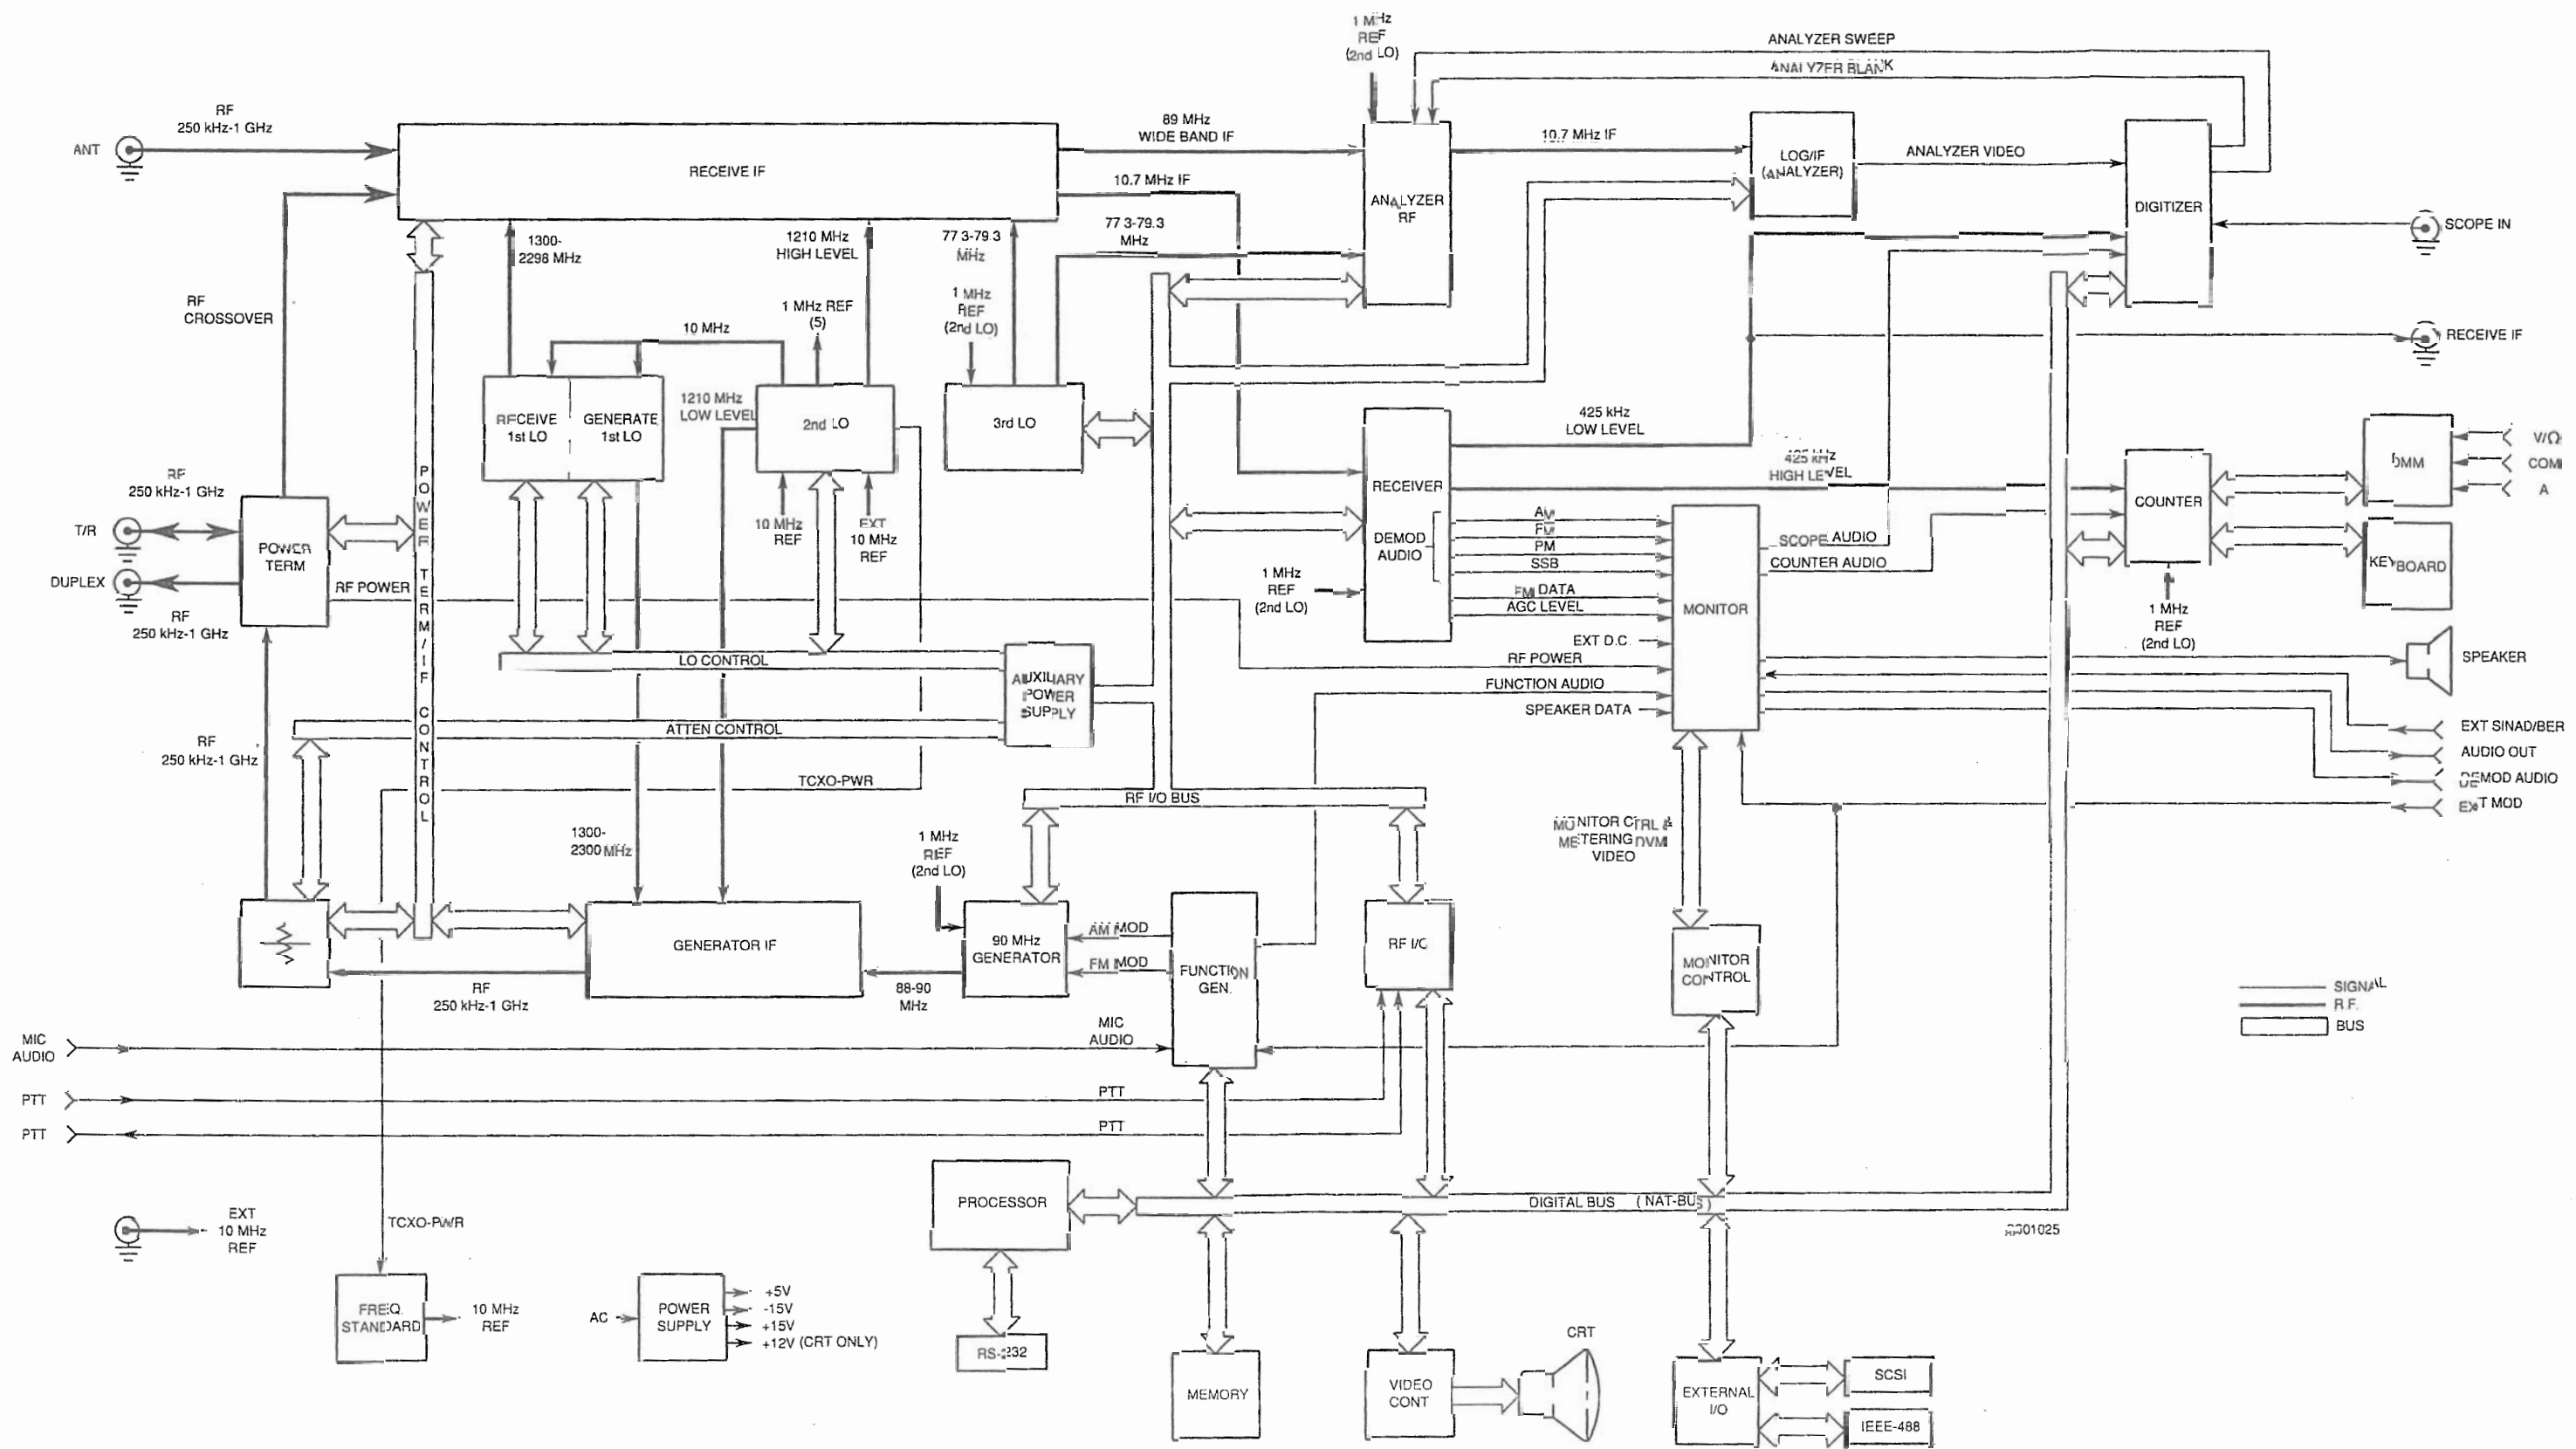 1 MHz
REF
(2nd LO)
ANALYZER SWEEP
ANALYZER BLANK
RF
250 kHz-1 GHz
ANT
RECEIVE IF
89 MHz
WIDE BAND IF
10.7 MHz IF
77.3-79.3
MHz
ANALYZER
RF
10.7 MHz IF
LOG/IF
(ANALYZER)
ANALYZER VIDEO
DIGITIZER
SCOPE IN
RECEIVE IF
1300-
2298 MHz
1210 MHz
HIGH LEVEL
77.3-79.3
MHz
RF
CROSSOVER
10 MHz
1 MHz REF
(5)
1 MHz
REF
(2nd LO)
RECEIVE
1st LO
GENERATE
1st LO
1210 MHz
LOW LEVEL
2nd LO
3rd LO
10 MHz
REF
EXT
10 MHz
REF
425 kHz
LOW LEVEL
425 kHz
HIGH LEVEL
RECEIVER
DEMOD
AUDIO
AM
FM
PM
SSB
FM DATA
AGC LEVEL
EXT D.C.
RF POWER
FUNCTION AUDIO
SPEAKER DATA
1 MHz
REF
(2nd LO)
MONITOR
SCOPE AUDIO
COUNTER AUDIO
COUNTER
1 MHz
REF
(2nd LO)
DMM
V/Ω
COM
A
KEYBOARD
SPEAKER
EXT SINAD/BER
AUDIO OUT
DEMOD AUDIO
EXT MOD
RF
250 kHz-1 GHz
T/R
DUPLEX
RF
250 kHz-1 GHz
POWER
TERM
RF POWER
POWER TERM/IF CONTROL
LO CONTROL
ATTEN CONTROL
AUXILIARY
POWER
SUPPLY
TCXO-PWR
RF I/O BUS
RF
250 kHz-1 GHz
1300-
2300 MHz
1 MHz
REF
(2nd LO)
GENERATOR IF
RF
250 kHz-1 GHz
88-90
MHz
90 MHz
GENERATOR
AM MOD
FM MOD
FUNCTION
GEN.
RF I/O
MONITOR CTRL &
METERING DVM
VIDEO
MONITOR
CONTROL
SIGNAL
R.F.
BUS
MIC
AUDIO
MIC
AUDIO
PTT
PTT
PTT
PTT
EXT
10 MHz
REF
TCXO-PWR
FREQ.
STANDARD
10 MHz
REF
AC
POWER
SUPPLY
+5V
-15V
+15V
+12V (CRT ONLY)
PROCESSOR
RS-232
DIGITAL BUS (NAT-BUS)
MEMORY
VIDEO
CONT
CRT
EXTERNAL
I/O
SCSI
IEEE-488